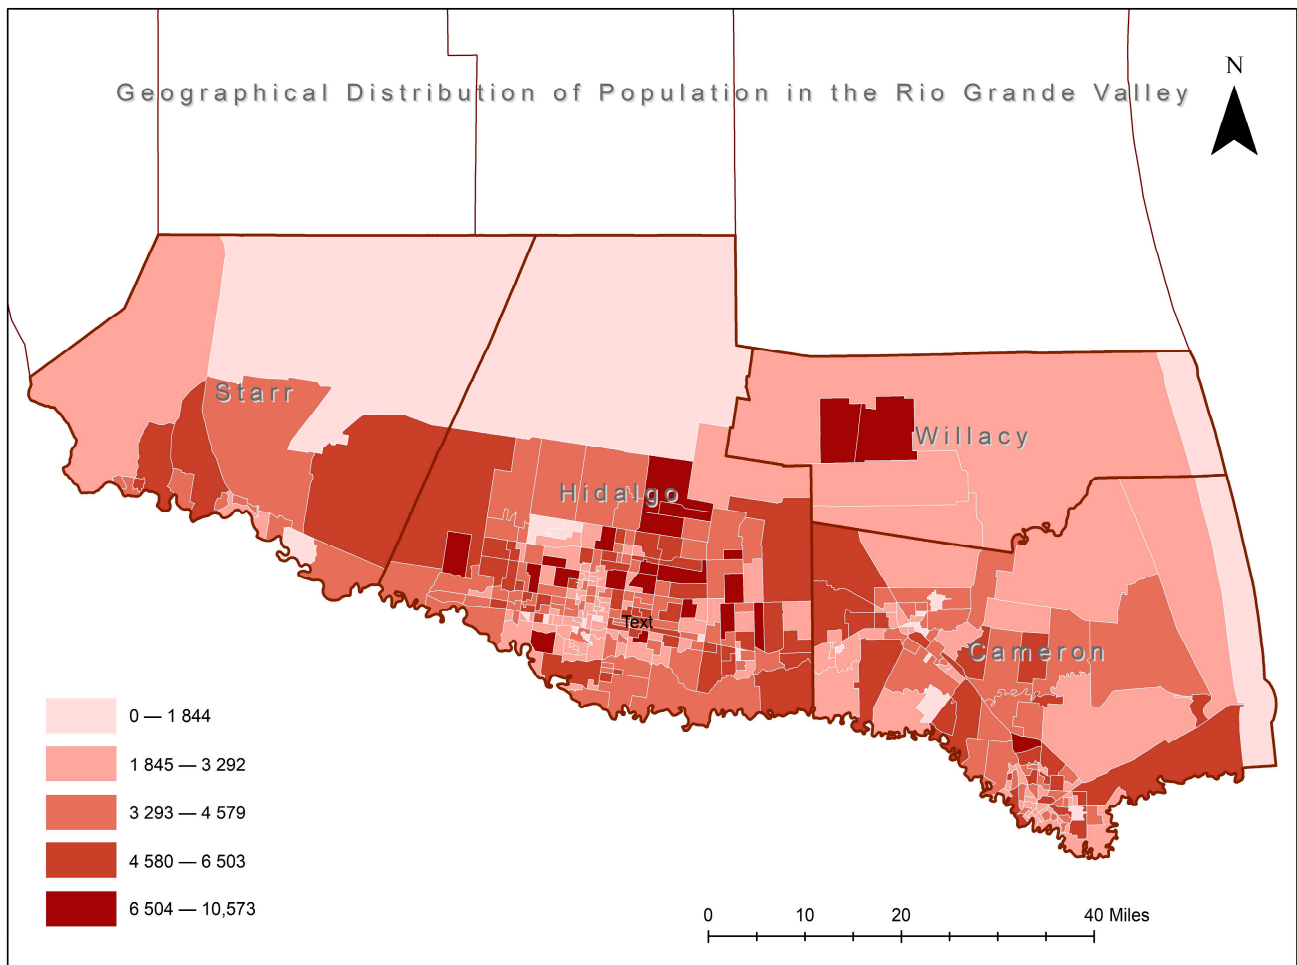 N
Geographical Distribution of Population in the Rio Grande Valley
Starr
Willacy
Hidalgo
Text
Cameron
0 — 1 844
1 845 — 3 292
3 293 — 4 579
4 580 — 6 503
6 504 — 10,573
0 10 20 40 Miles